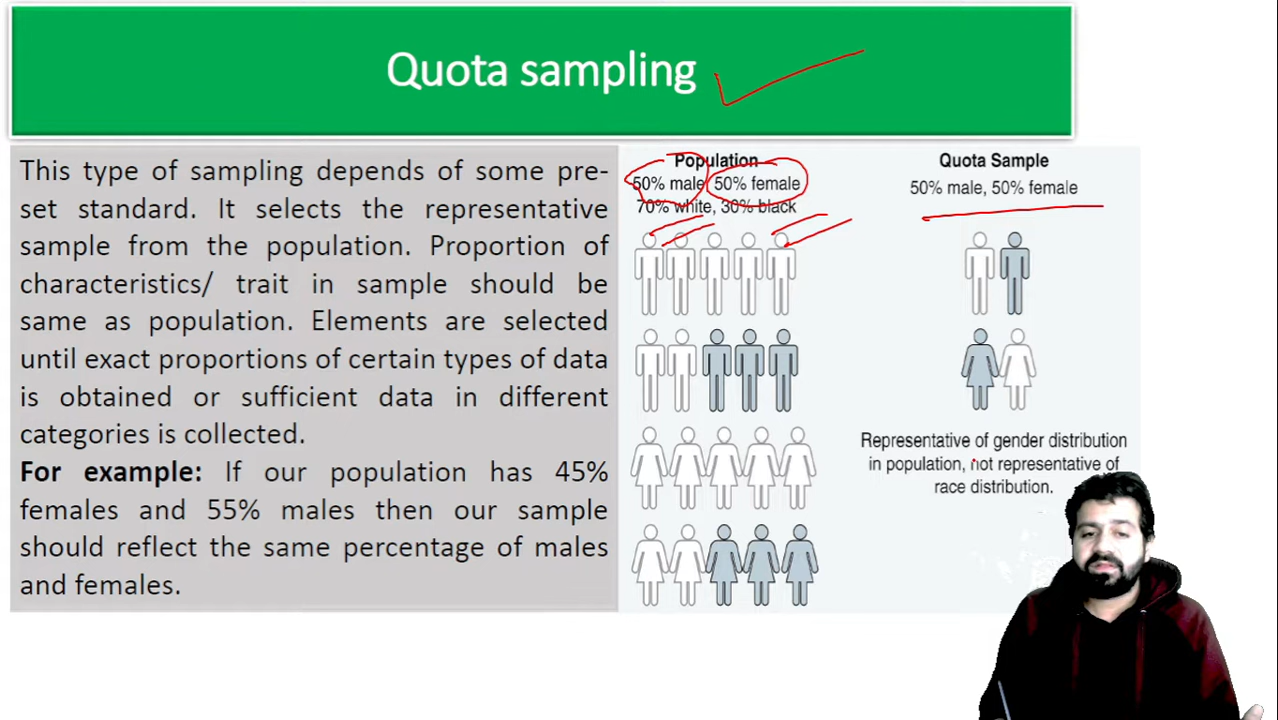 Quota sampling
This type of sampling depends of some pre-
set standard. It selects the representative
sample from the population. Proportion of
characteristics/ trait in sample should be
same as population. Elements are selected
until exact proportions of certain types of data
is obtained or sufficient data in different
categories is collected.
For example: If our population has 45%
females and 55% males then our sample
should reflect the same percentage of males
and females.
Population
50% male, 50% female
70% white, 30% black
Quota Sample
50% male, 50% female
Representative of gender distribution
in population, not representative of
race distribution.